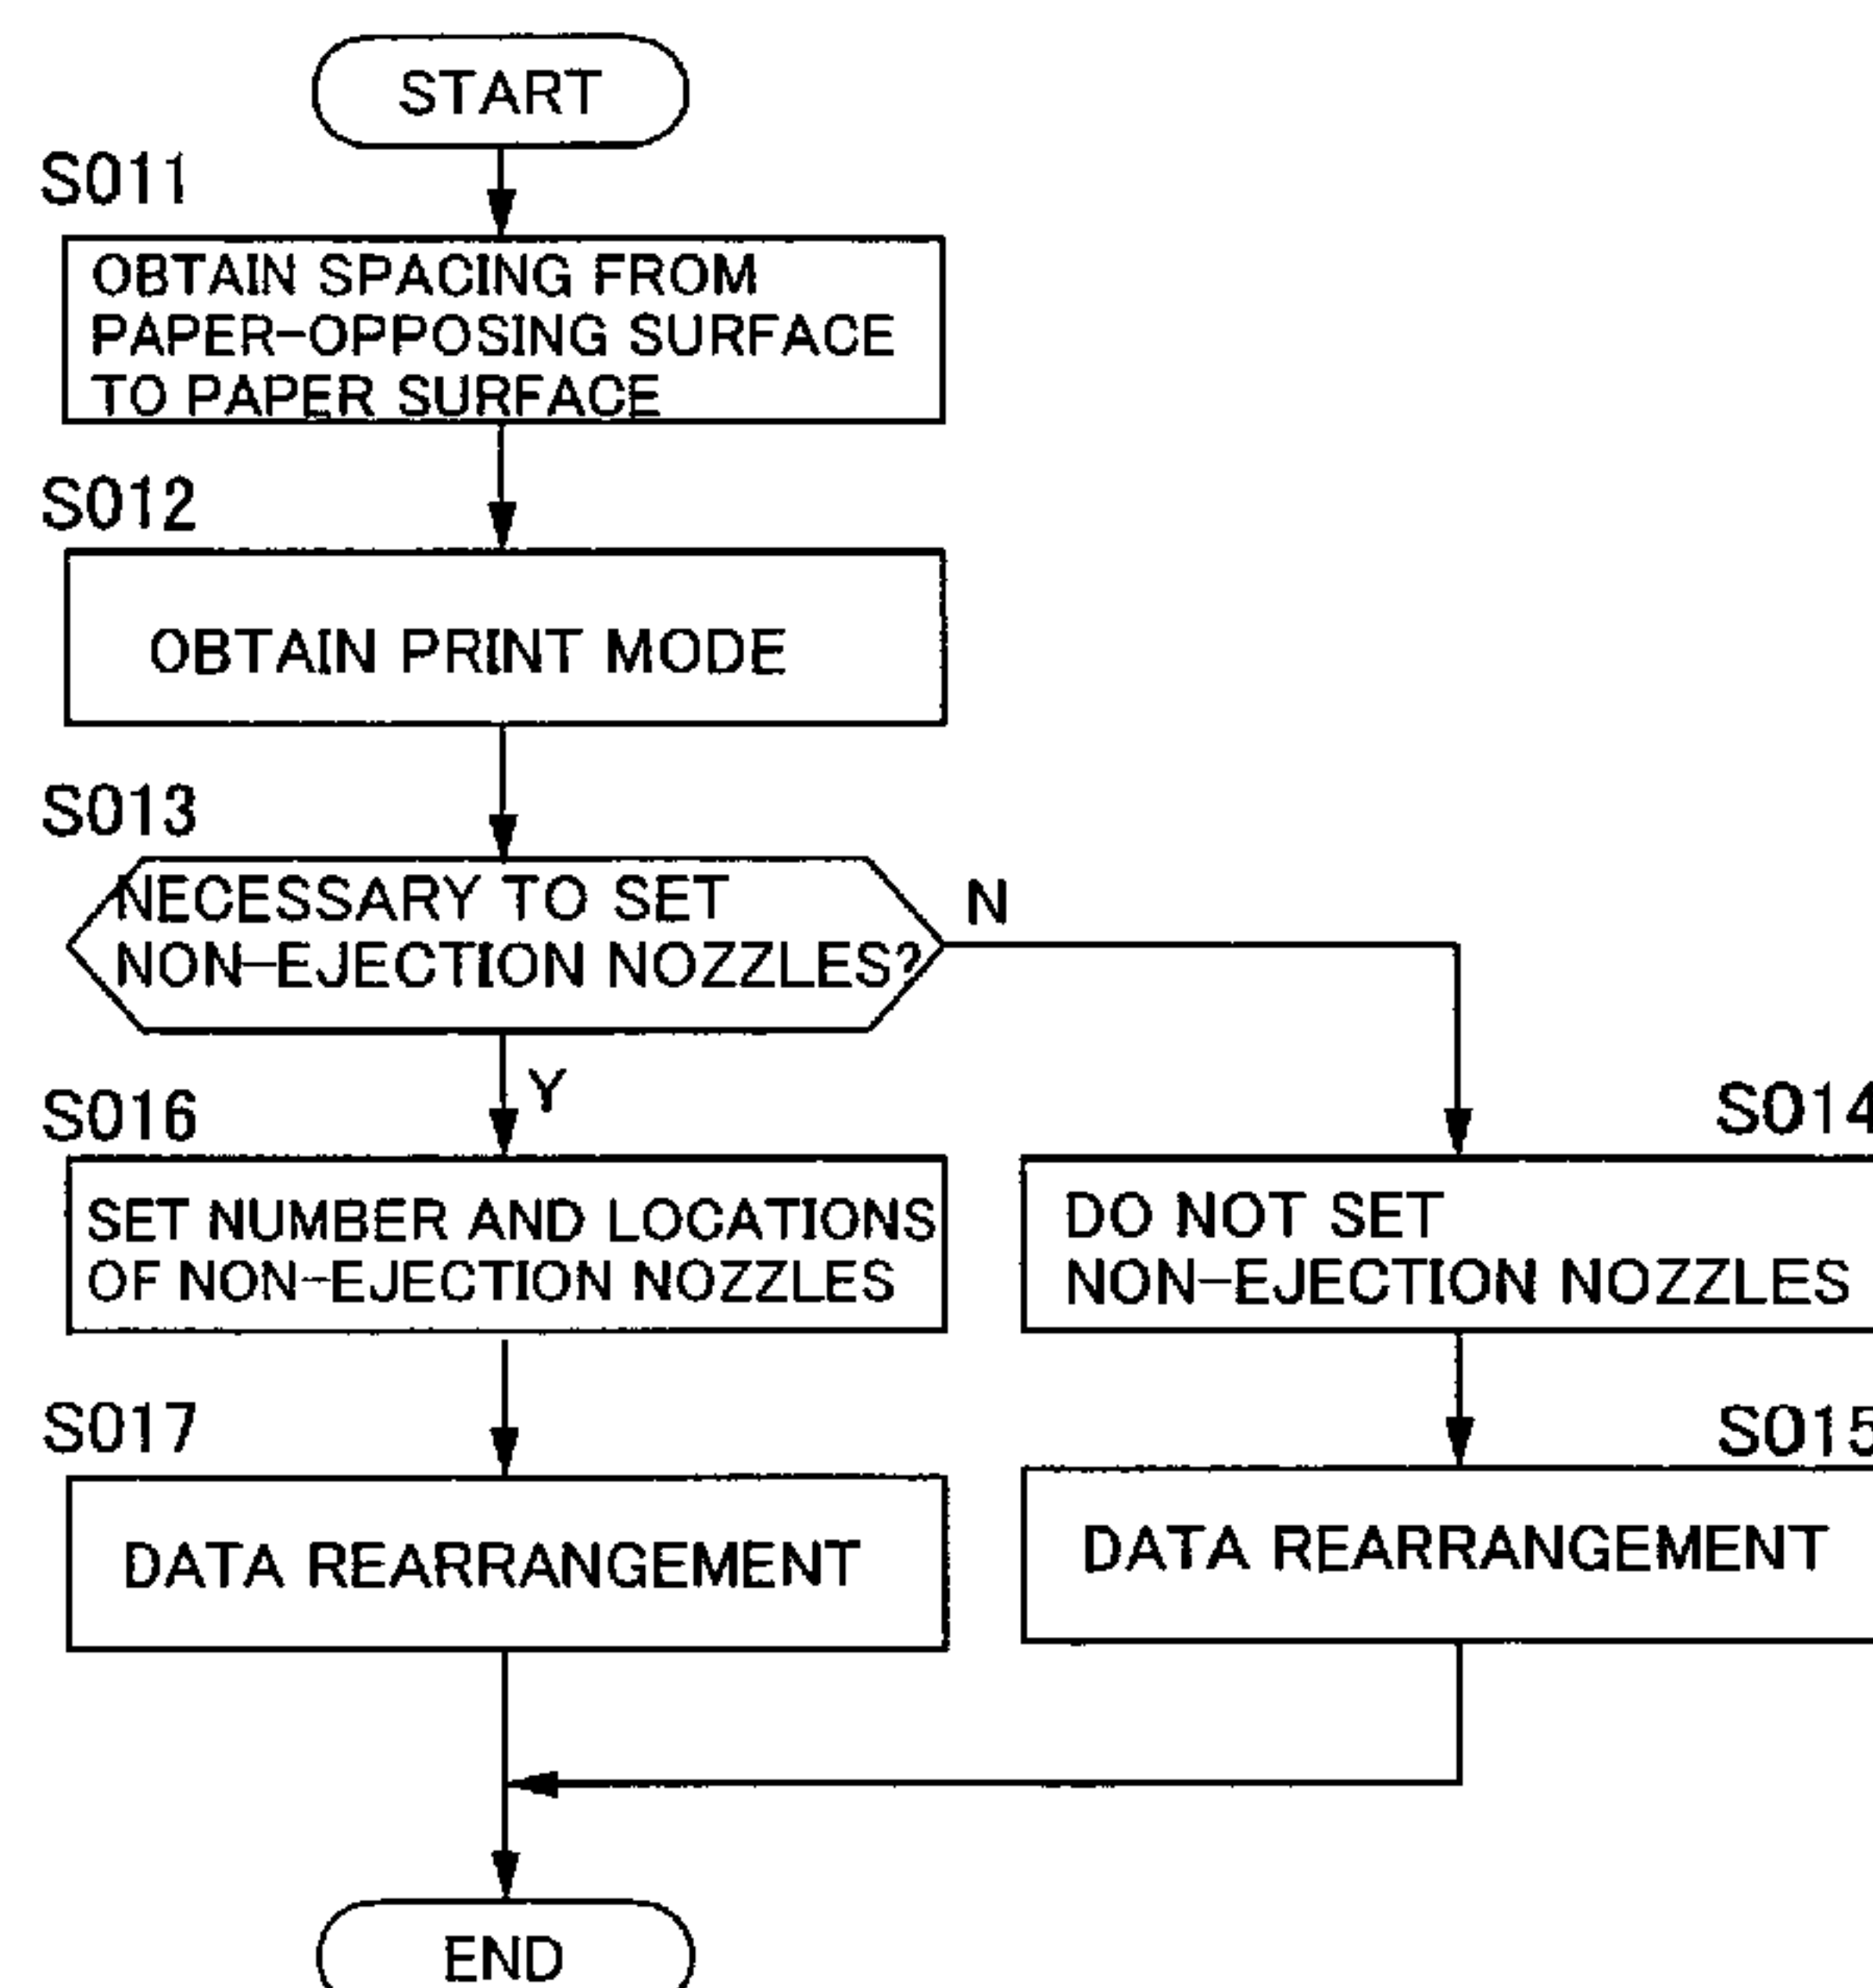 START
S011
OBTAIN SPACING FROM
PAPER-OPPOSING SURFACE
TO PAPER SURFACE
S012
OBTAIN PRINT MODE
S013
NECESSARY TO SET
NON-EJECTION NOZZLES?
N
Y
S016
SET NUMBER AND LOCATIONS
OF NON-EJECTION NOZZLES
S014
DO NOT SET
NON-EJECTION NOZZLES
S017
DATA REARRANGEMENT
S015
DATA REARRANGEMENT
END